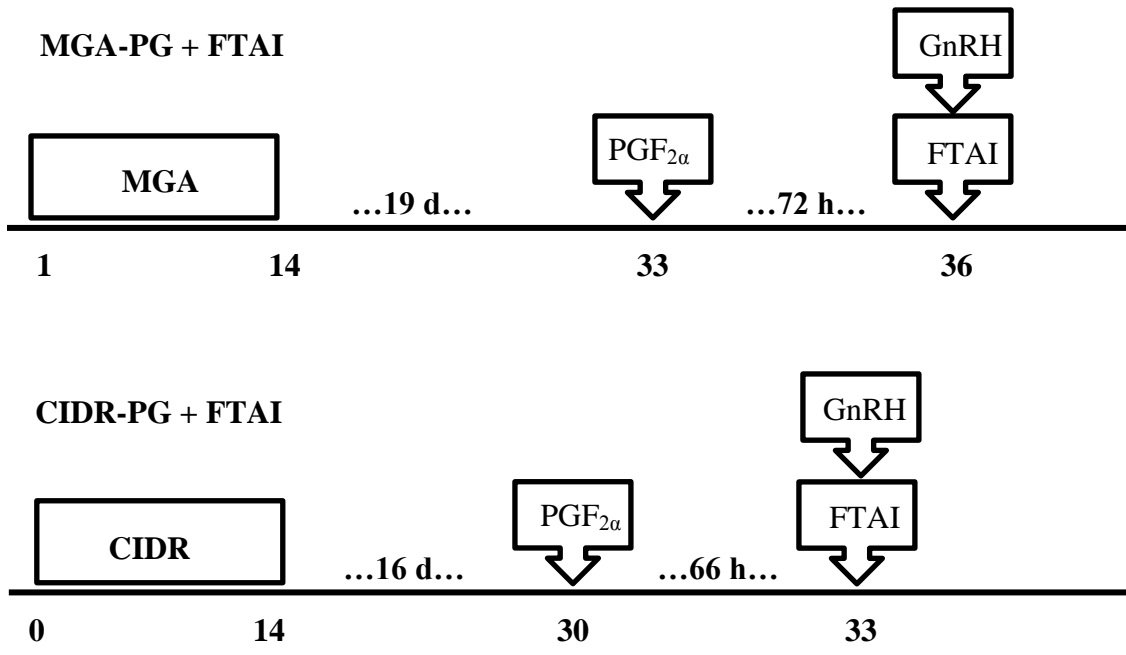 MGA-PG + FTAI
GnRH
PGF2α
FTAI
MGA
...19 d...
...72 h...
1
14
33
36
CIDR-PG + FTAI
GnRH
PGF2α
FTAI
CIDR
...16 d...
...66 h...
0
14
30
33